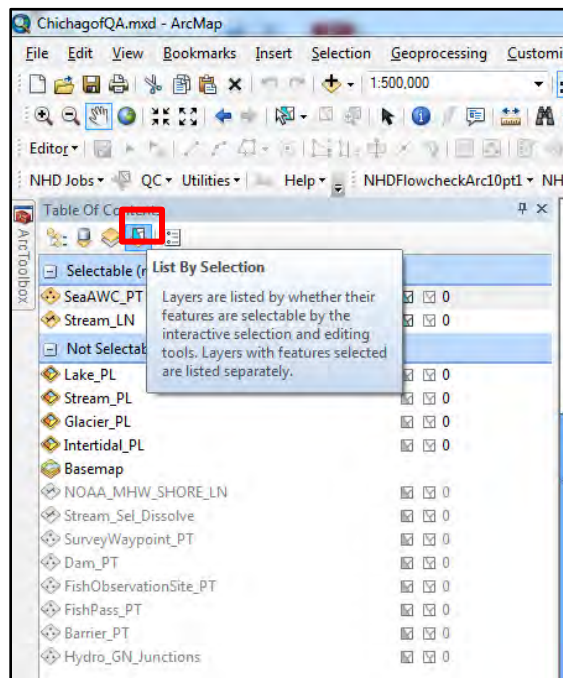 ChichagofQA.mxd - ArcMap
File Edit View Bookmarks Insert Selection Geoprocessing Customi
1:500,000
Editor
NHD Jobs QC Utilities Help NHDFlowcheckArc10pt1 NH
Table Of Contents
ArcToolbox
Selectable (r
List By Selection
Layers are listed by whether their
features are selectable by the
interactive selection and editing
tools. Layers with features selected
are listed separately.
SeaAWC_PT 0
Stream_LN 0
Not Selectab
Lake_PL 0
Stream_PL 0
Glacier_PL 0
Intertidal_PL 0
Basemap
NOAA_MHW_SHORE_LN 0
Stream_Sel_Dissolve 0
SurveyWaypoint_PT 0
Dam_PT 0
FishObservationSite_PT 0
FishPass_PT 0
Barrier_PT 0
Hydro_GN_Junctions 0